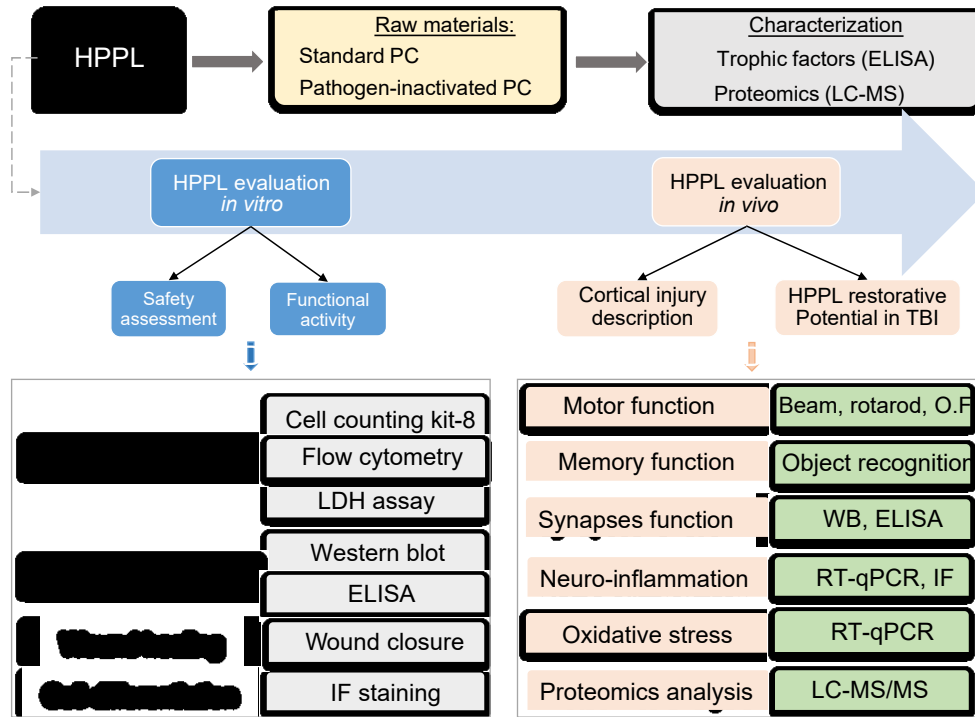 HPPL
Raw materials:
Standard PC
Pathogen-inactivated PC
Characterization
Trophic factors (ELISA)
Proteomics (LC-MS)
HPPL evaluation
in vitro
HPPL evaluation
in vivo
Safety
assessment
Functional
activity
Cortical injury
description
HPPL restorative
Potential in TBI
Cell counting kit-8
Flow cytometry
LDH assay
Western blot
ELISA
Wound closure
IF staining
Motor function
Beam, rotarod, O.F
Memory function
Object recognition
Synapses function
WB, ELISA
Neuro-inflammation
RT-qPCR, IF
Oxidative stress
RT-qPCR
Proteomics analysis
LC-MS/MS